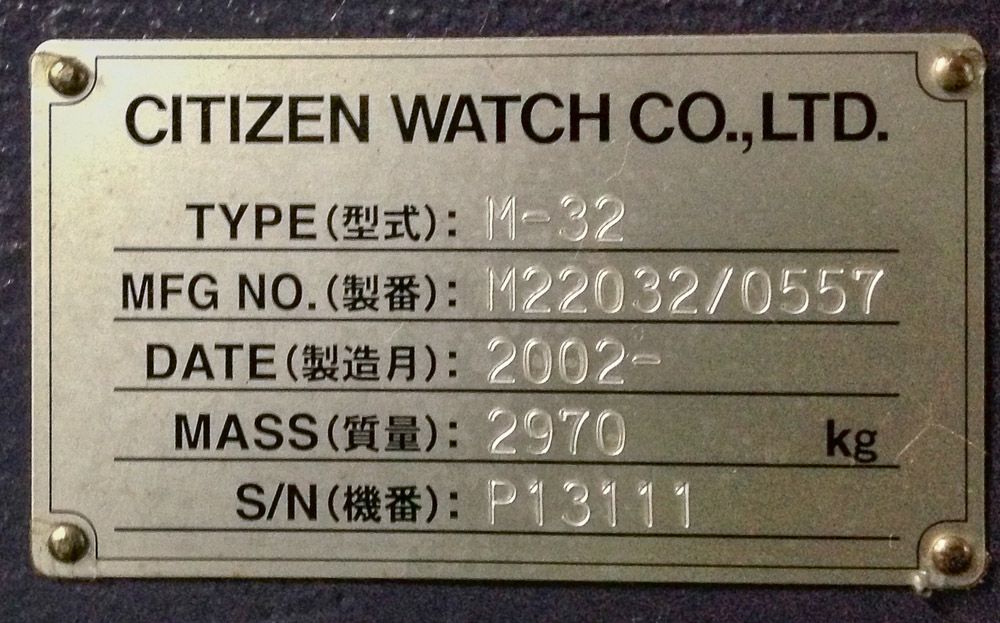 CITIZEN WATCH CO., LTD.
TYPE(型式): M-32
MFG NO.(製番): M22032/0557
DATE(製造月): 2002-
MASS(質量): 2970 kg
S/N(機番): P13111